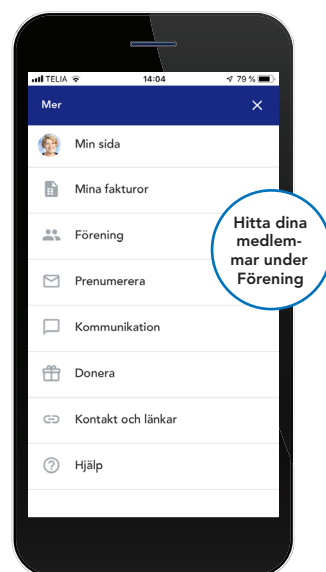 TELIA 14:04 79 %
Mer
Min sida
Mina fakturor
Förening
Prenumerera
Kommunikation
Donera
Kontakt och länkar
Hjälp
Hitta dina
medlem-
mar under
Förening